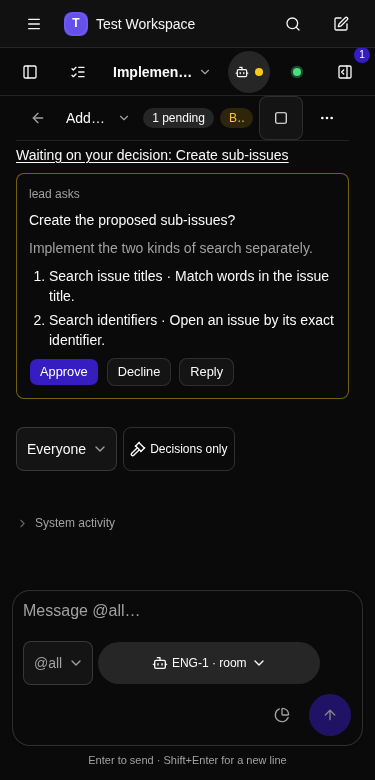 T Test Workspace
Implemen… 1
Add… 1 pending B..
Waiting on your decision: Create sub-issues
lead asks
Create the proposed sub-issues?
Implement the two kinds of search separately.
1. Search issue titles · Match words in the issue
title.
2. Search identifiers · Open an issue by its exact
identifier.
Approve Decline Reply
Everyone Decisions only
System activity
Message @all…
@all ENG-1 · room
Enter to send · Shift+Enter for a new line